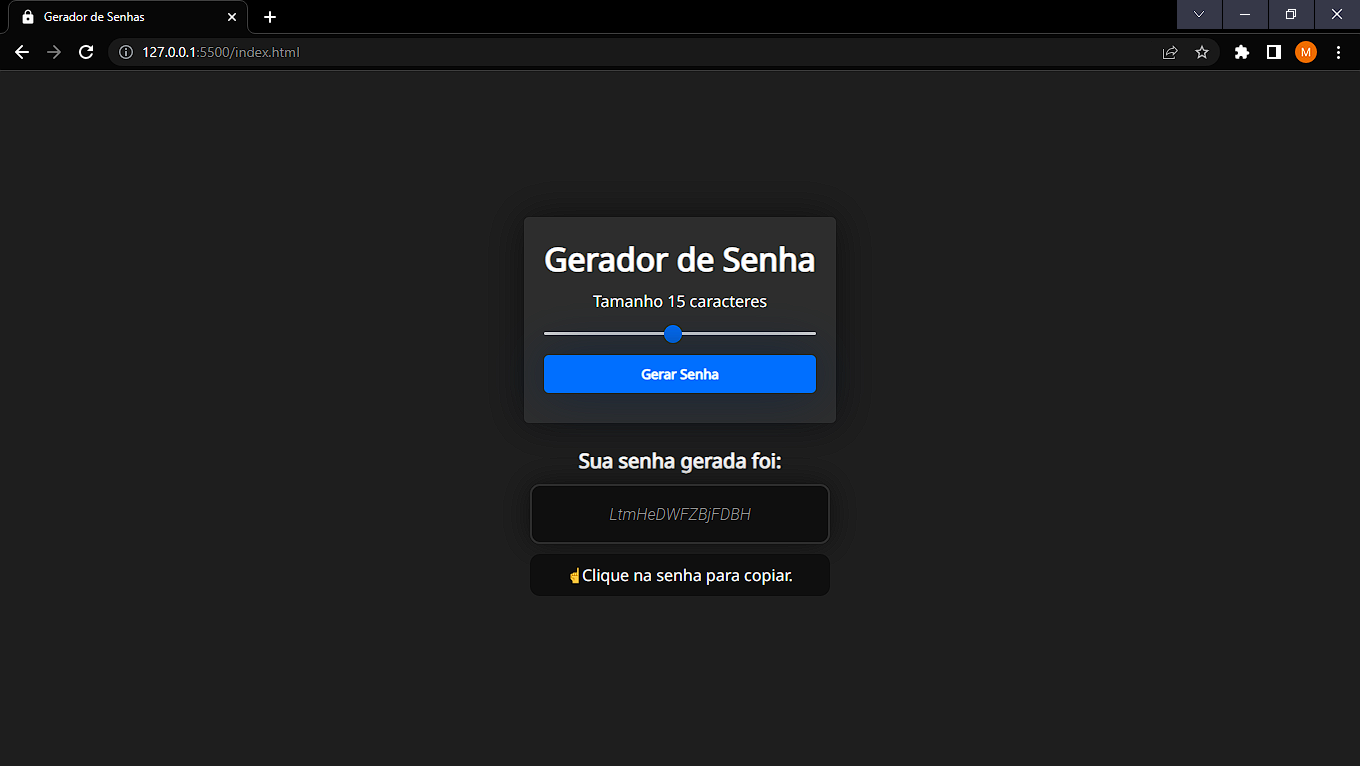 Gerador de Senhas
127.0.0.1:5500/index.html
M
Gerador de Senha
Tamanho 15 caracteres
Gerar Senha
Sua senha gerada foi:
LtmHeDWFZBjFDBH
☝Clique na senha para copiar.